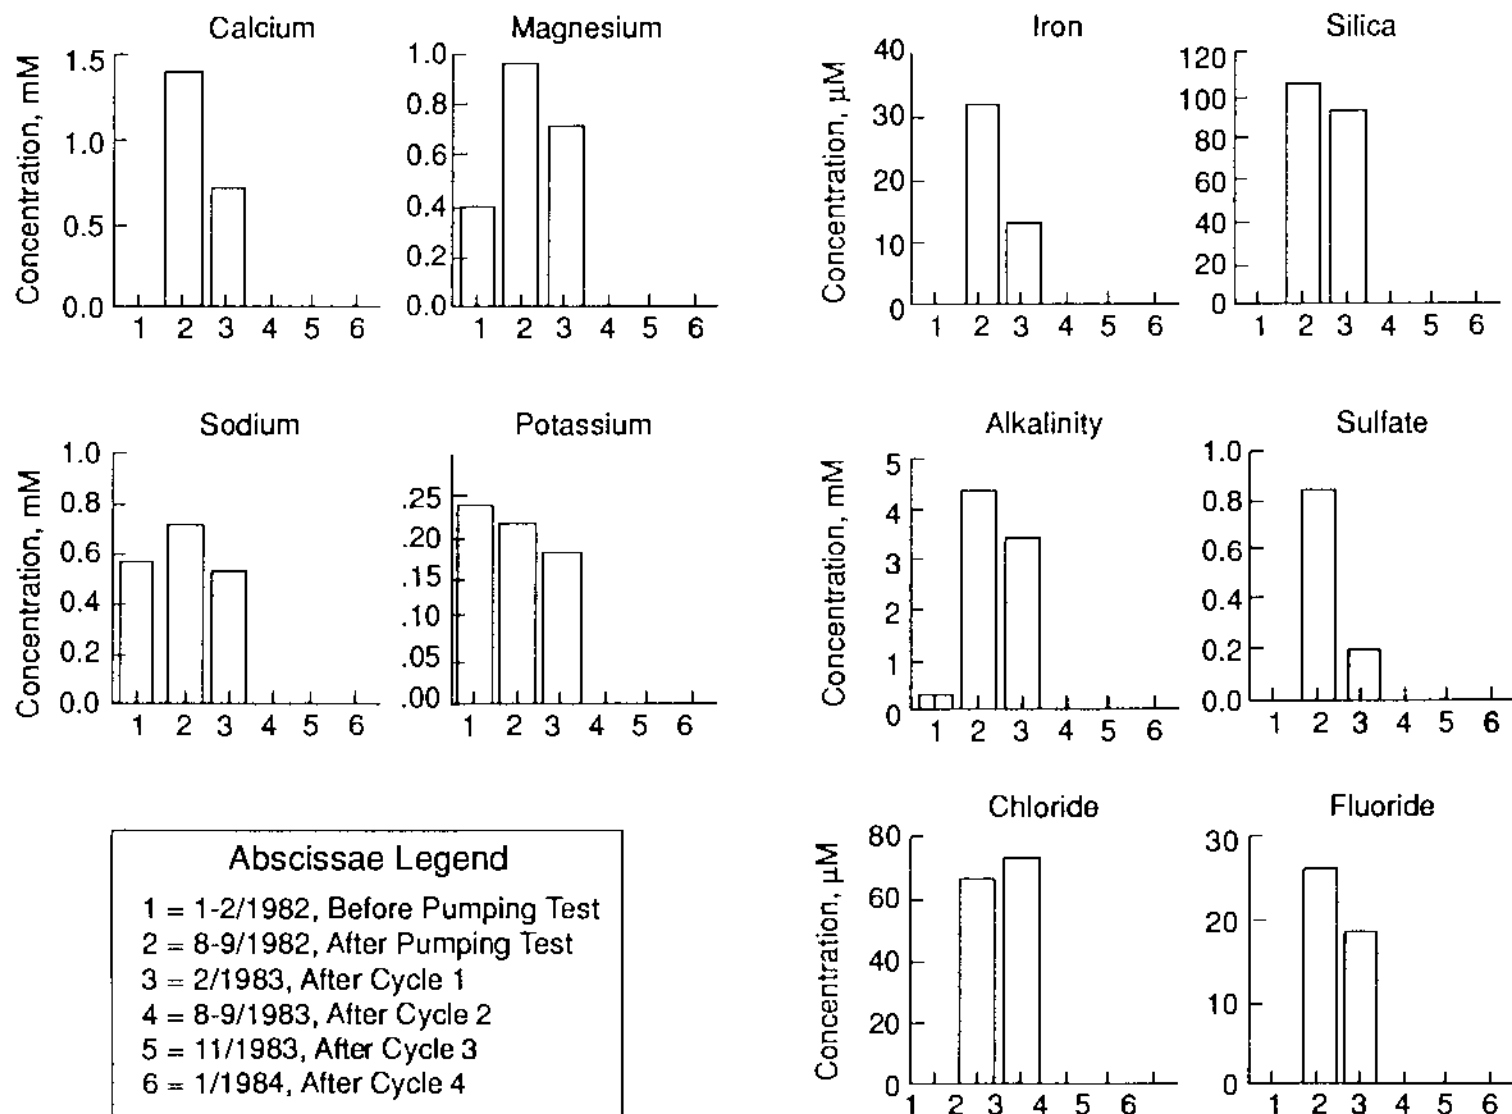 Calcium
Concentration, mM
1.5
1.0
0.5
0.0
1 2 3 4 5 6
Magnesium
1.0
0.8
0.6
0.4
0.2
0.0
1 2 3 4 5 6
Iron
Concentration, µM
40
30
20
10
0
1 2 3 4 5 6
Silica
120
100
80
60
40
20
0
1 2 3 4 5 6
Sodium
Concentration, mM
1.0
0.8
0.6
0.4
0.2
0.0
1 2 3 4 5 6
Potassium
.25
.20
.15
.10
.05
.00
1 2 3 4 5 6
Alkalinity
Concentration, mM
5
4
3
2
1
0
1 2 3 4 5 6
Sulfate
1.0
0.8
0.6
0.4
0.2
0.0
1 2 3 4 5 6
Abscissae Legend
1 = 1-2/1982, Before Pumping Test
2 = 8-9/1982, After Pumping Test
3 = 2/1983, After Cycle 1
4 = 8-9/1983, After Cycle 2
5 = 11/1983, After Cycle 3
6 = 1/1984, After Cycle 4
Chloride
Concentration, µM
80
60
40
20
0
1 2 3 4 5 6
Fluoride
30
20
10
0
1 2 3 4 5 6